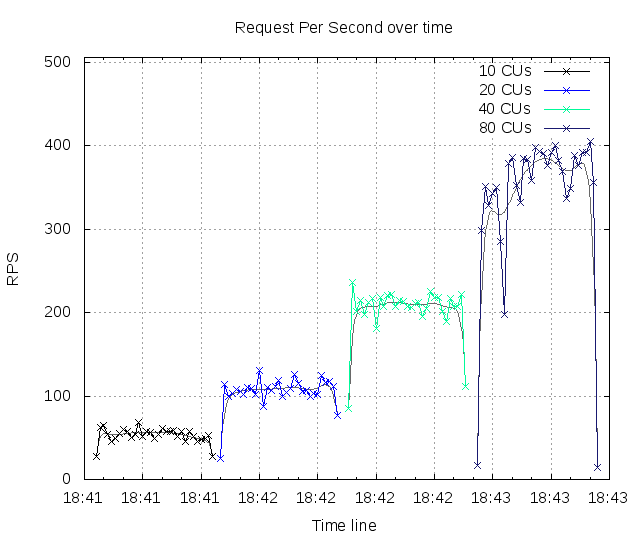 Request Per Second over time
10 CUs
20 CUs
40 CUs
80 CUs
500
400
300
200
100
0
RPS
18:41 18:41 18:41 18:42 18:42 18:42 18:42 18:43 18:43 18:43
Time line